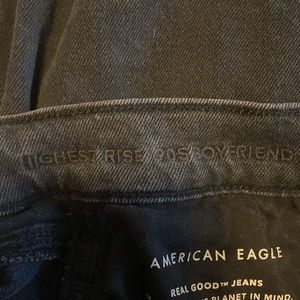 HIGHEST RISE 90S BOYFRIEND
AMERICAN EAGLE
REAL GOOD™ JEANS
PLANET IN MIND.